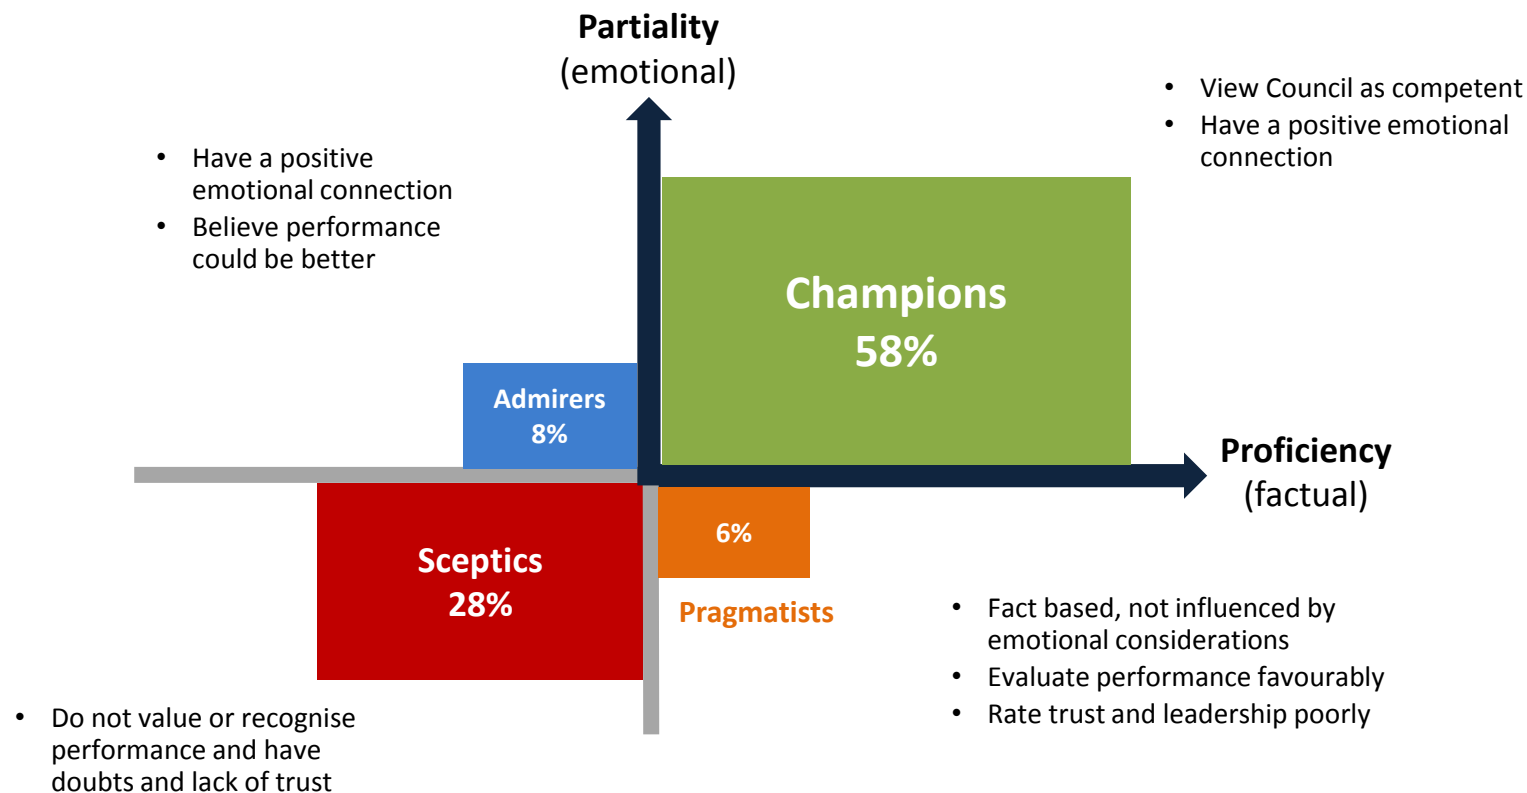 Partiality
(emotional)
• View Council as competent
• Have a positive emotional
connection
• Have a positive
emotional connection
• Believe performance
could be better
Champions
58%
Admirers
8%
Proficiency
(factual)
Sceptics
28%
6%
Pragmatists
• Fact based, not influenced by
emotional considerations
• Evaluate performance favourably
• Rate trust and leadership poorly
• Do not value or recognise
performance and have
doubts and lack of trust